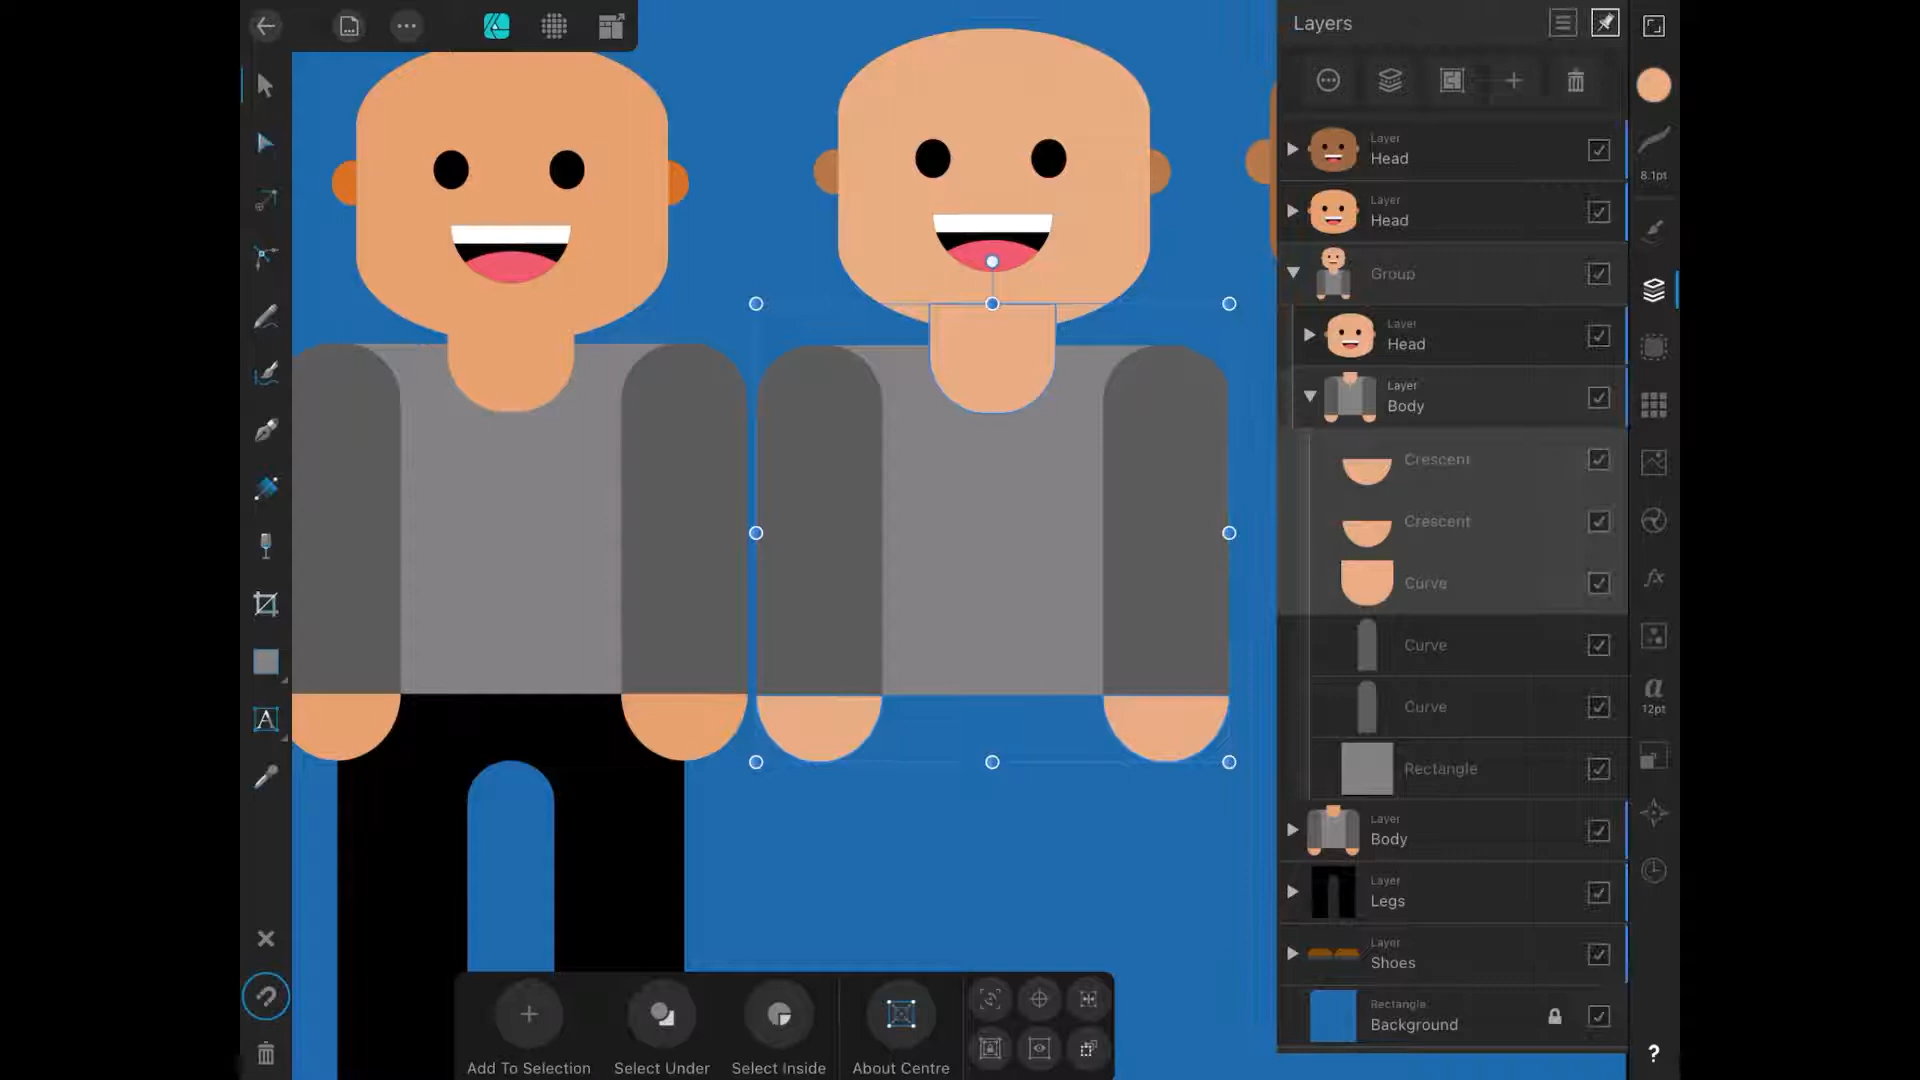 Layers
Layer
Head
8.1pt
Layer
Head
Group
Layer
Head
Layer
Body
Crescent
Crescent
fx
Curve
Curve
a
12pt
Curve
Rectangle
A
Layer
Body
Layer
Legs
Layer
Shoes
Rectangle
Background
?
Add To Selection
Select Under
Select Inside
About Centre